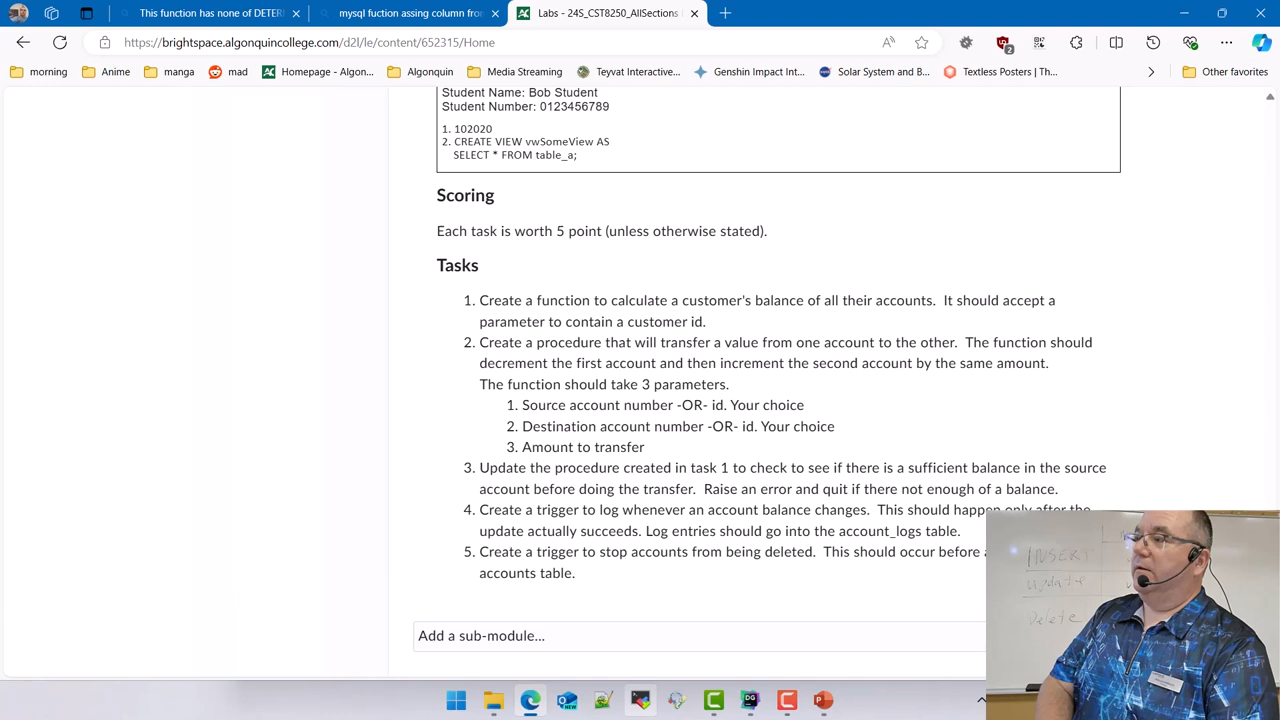 This function has none of DETER
mysql fuction assing column from
Labs - 24S_CST8250_AllSections
https://brightspace.algonquincollege.com/d2l/le/content/652315/Home
2
morning
Anime
manga
mad
Homepage - Algon...
Algonquin
Media Streaming
Teyvat Interactive...
Genshin Impact Int...
Solar System and B...
Textless Posters | Th...
Other favorites
Student Name: Bob Student
Student Number: 0123456789
1. 102020
2. CREATE VIEW vwSomeView AS
SELECT * FROM table_a;
Scoring
Each task is worth 5 point (unless otherwise stated).
Tasks
1. Create a function to calculate a customer's balance of all their accounts. It should accept a
parameter to contain a customer id.
2. Create a procedure that will transfer a value from one account to the other. The function should
decrement the first account and then increment the second account by the same amount.
The function should take 3 parameters.
1. Source account number -OR- id. Your choice
2. Destination account number -OR- id. Your choice
3. Amount to transfer
3. Update the procedure created in task 1 to check to see if there is a sufficient balance in the source
account before doing the transfer. Raise an error and quit if there not enough of a balance.
4. Create a trigger to log whenever an account balance changes. This should happen only after the
update actually succeeds. Log entries should go into the account_logs table.
5. Create a trigger to stop accounts from being deleted. This should occur before
accounts table.
INSERT
update
Delete
Add a sub-module...